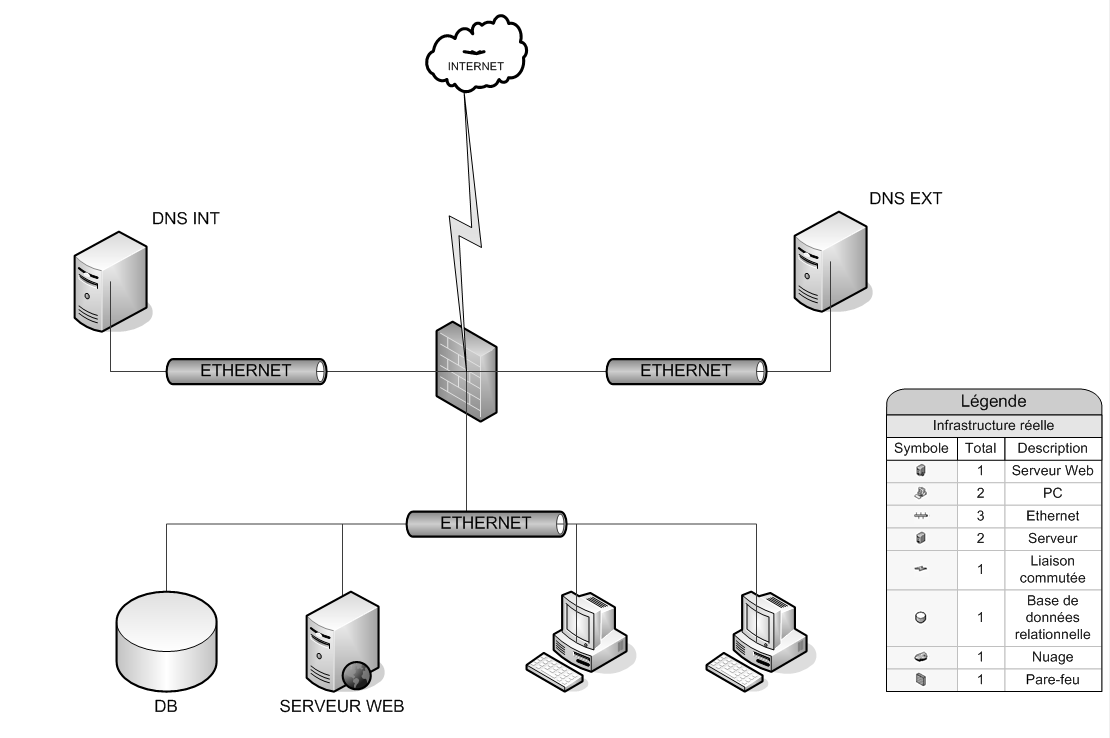 INTERNET
DNS INT
DNS EXT
ETHERNET
ETHERNET
ETHERNET
DB
SERVEUR WEB
Légende
Infrastructure réelle
Symbole Total Description
1 Serveur Web
2 PC
3 Ethernet
2 Serveur
1 Liaison
commutée
1 Base de
données
relationnelle
1 Nuage
1 Pare-feu